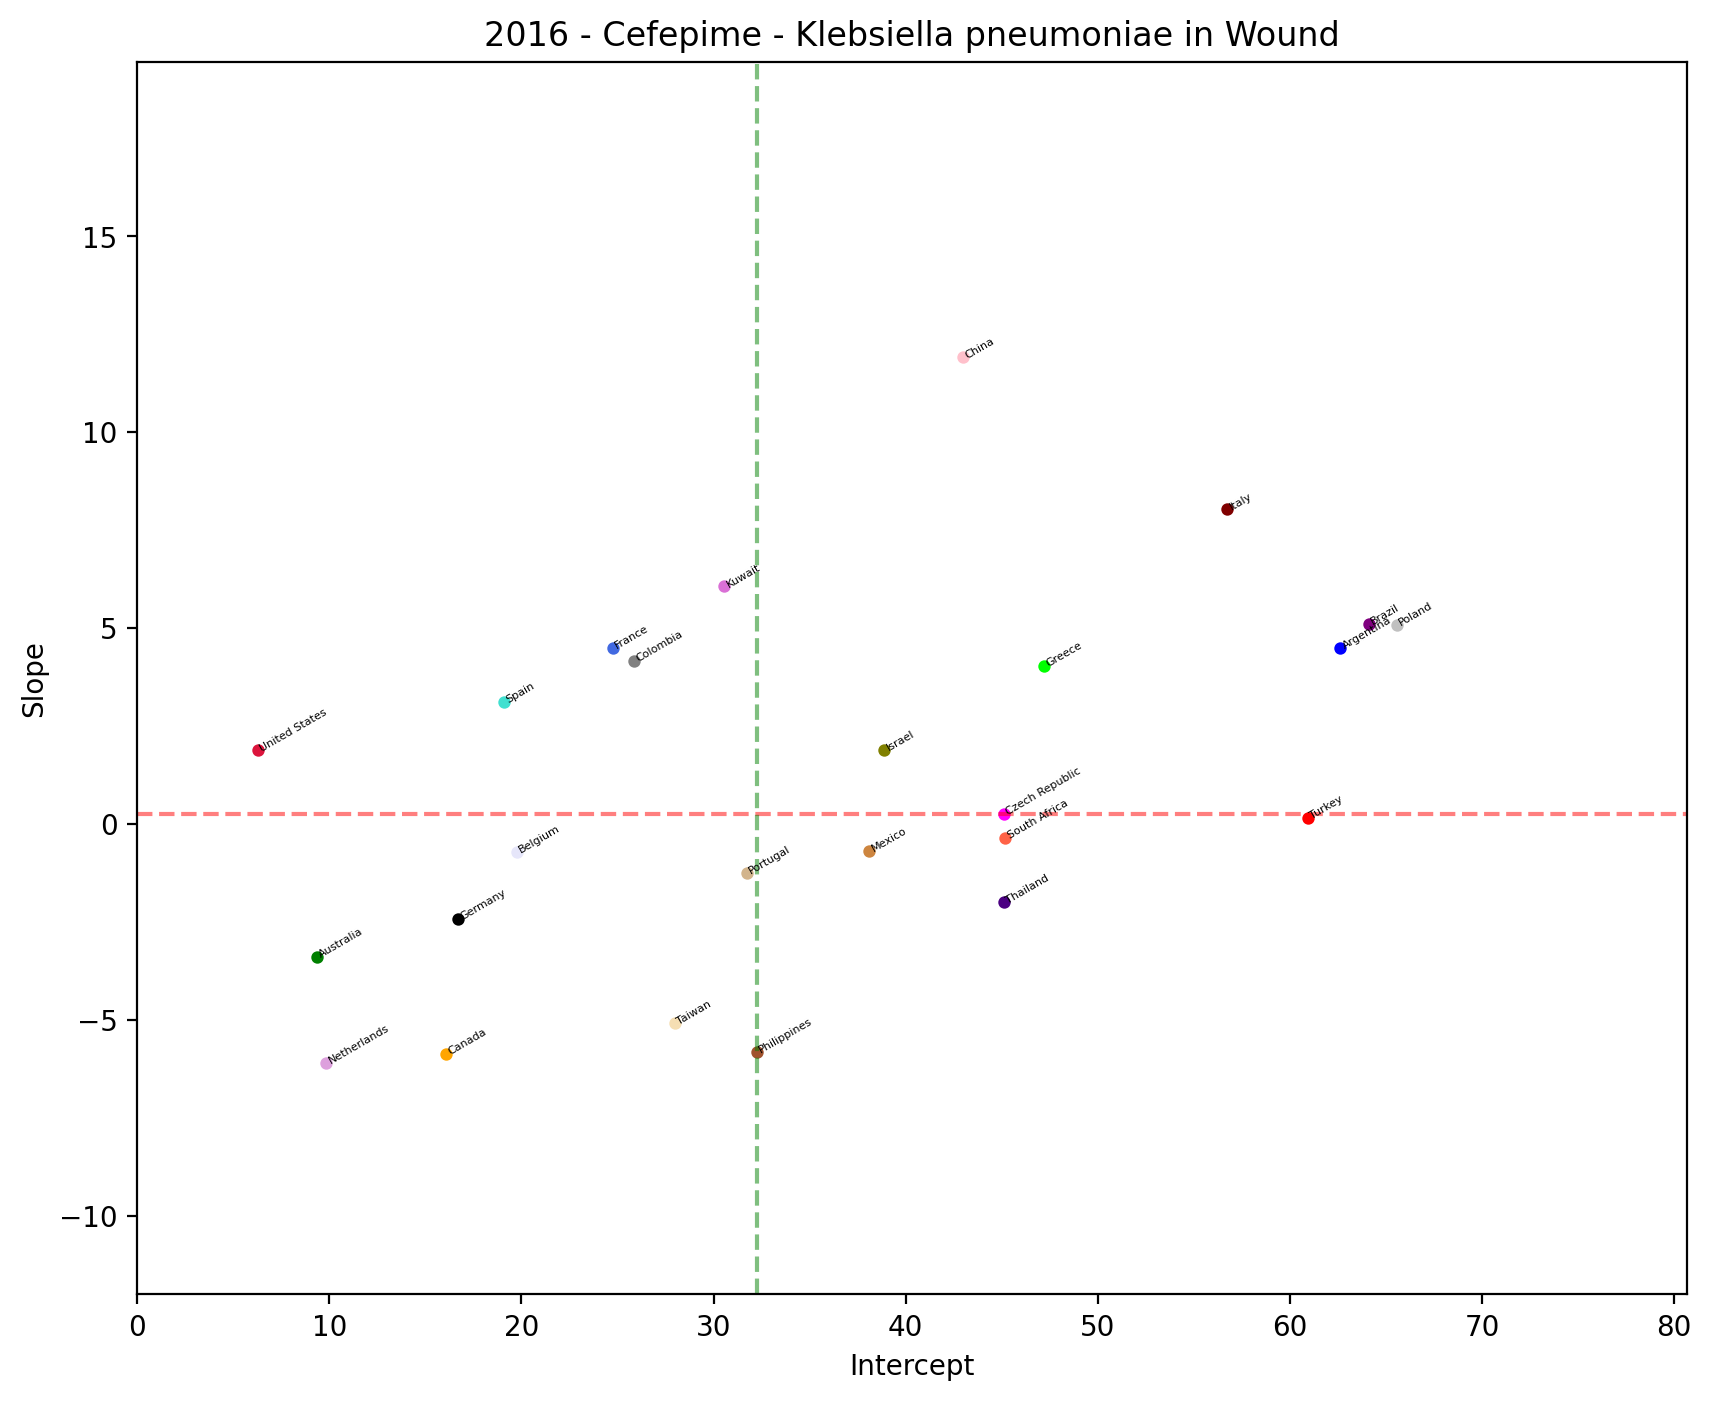 2016 - Cefepime - Klebsiella pneumoniae in Wound
Slope
15
10
5
0
−5
−10
China
Italy
Kuwait
Brazil
Poland
Argentina
France
Colombia
Greece
Spain
United States
Israel
Czech Republic
South Africa
Turkey
Belgium
Mexico
Portugal
Thailand
Germany
Australia
Taiwan
Philippines
Canada
Netherlands
0 10 20 30 40 50 60 70 80
Intercept